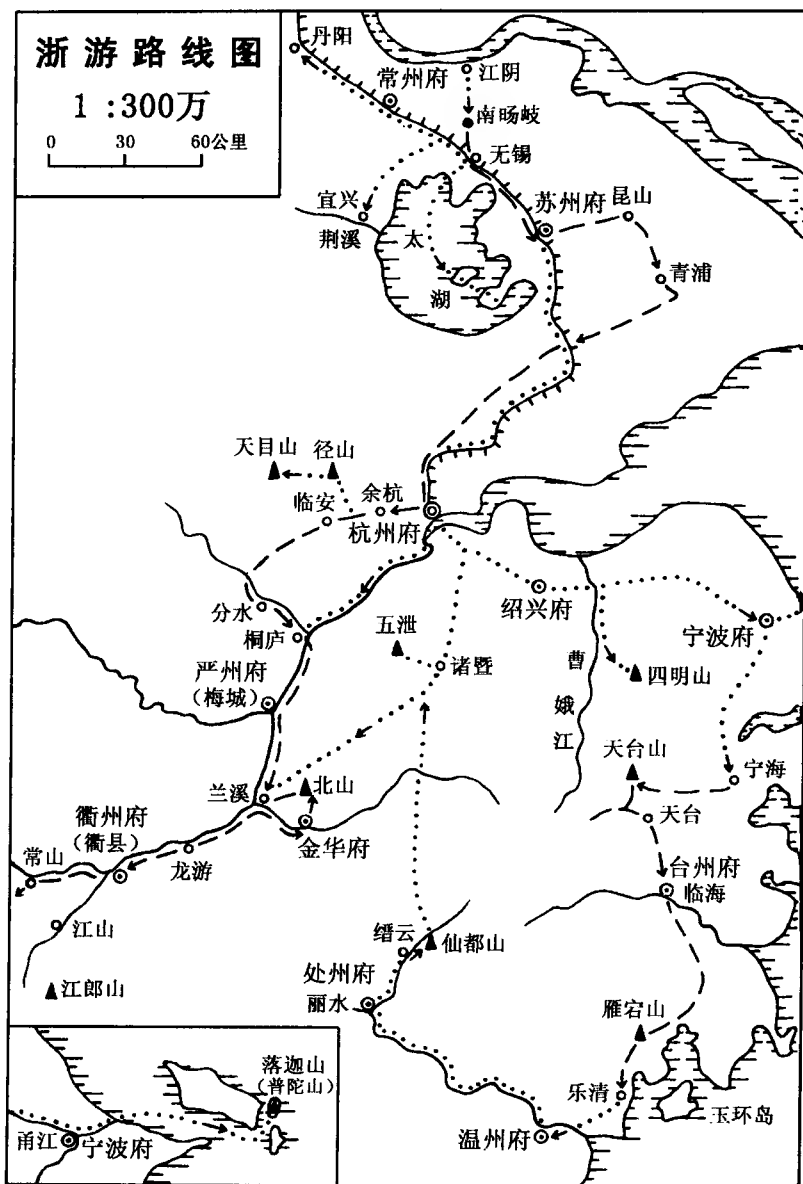 浙游路线图
1:300万
0 30 60公里
丹阳
常州府
江阴
南旸岐
无锡
宜兴
荆溪
太
湖
苏州府
昆山
青浦
天目山
径山
临安
余杭
杭州府
分水
桐庐
严州府
(梅城)
五泄
诸暨
绍兴府
曹
娥
江
宁波府
四明山
天台山
宁海
天台
台州府
临海
兰溪
北山
金华府
衢州府
(衢县)
龙游
常山
江山
江郎山
缙云
仙都山
处州府
丽水
雁宕山
乐清
玉环岛
温州府
落迦山
(普陀山)
甬江
宁波府